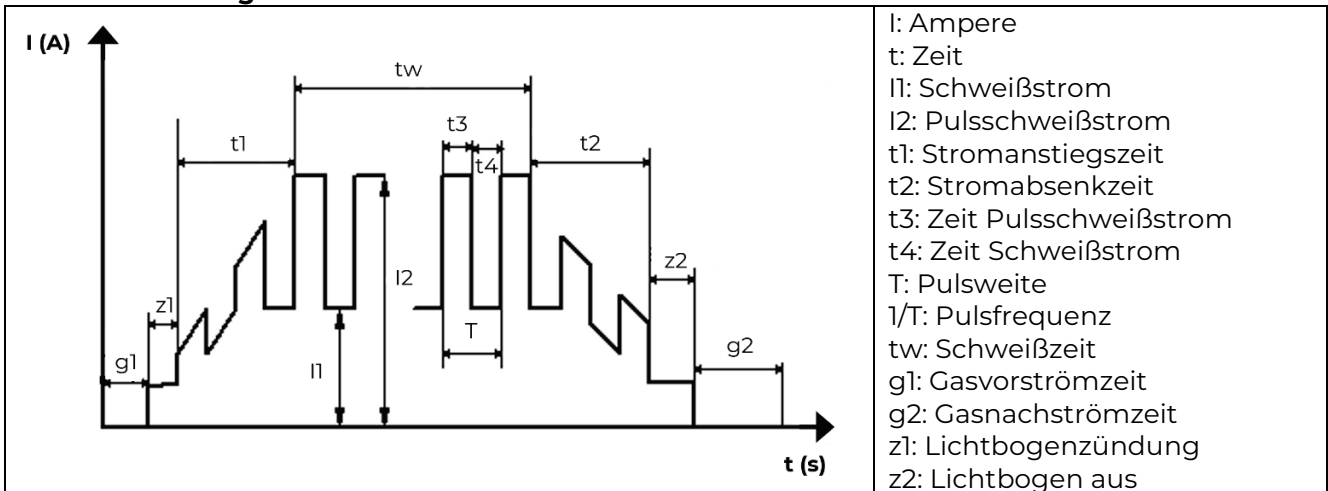 I (A)
tw
t3
t1
t4
t2
I2
z2
z1
T
g2
g1
I1
t (s)
I: Ampere
t: Zeit
I1: Schweißstrom
I2: Pulsschweißstrom
t1: Stromanstiegszeit
t2: Stromabsenkzeit
t3: Zeit Pulsschweißstrom
t4: Zeit Schweißstrom
T: Pulsweite
1/T: Pulsfrequenz
tw: Schweißzeit
g1: Gasvorströmzeit
g2: Gasnachströmzeit
z1: Lichtbogenzündung
z2: Lichtbogen aus